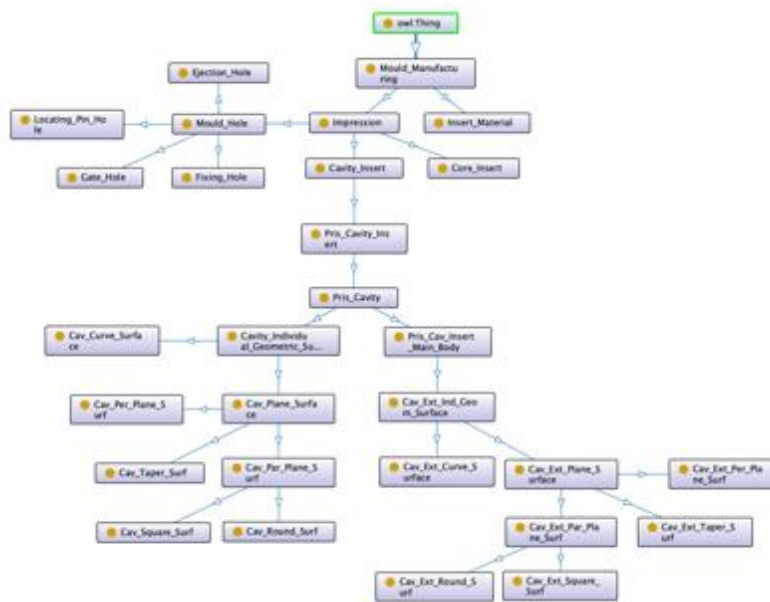 owl:Thing
Mould_Manufactu
ring
Ejection_Hole
Locating_Pin_Ho
le
Mould_Hole
Impression
Insert_Material
Gate_Hole
Fixing_Hole
Cavity_Insert
Core_Insert
Pris_Cavity_Ins
ert
Pris_Cavity
Cav_Curve_Surfa
ce
Cavity_Individu
al_Geometric_Su...
Pris_Cav_Insert
_Main_Body
Cav_Per_Plane_S
urf
Cav_Plane_Surfa
ce
Cav_Ext_Ind_Geo
m_Surface
Cav_Taper_Surf
Cav_Par_Plane_S
urf
Cav_Ext_Curve_S
urface
Cav_Ext_Plane_S
urface
Cav_Ext_Per_Pla
ne_Surf
Cav_Square_Surf
Cav_Round_Surf
Cav_Ext_Par_Pla
ne_Surf
Cav_Ext_Taper_S
urf
Cav_Ext_Round_S
urf
Cav_Ext_Square_
Surf